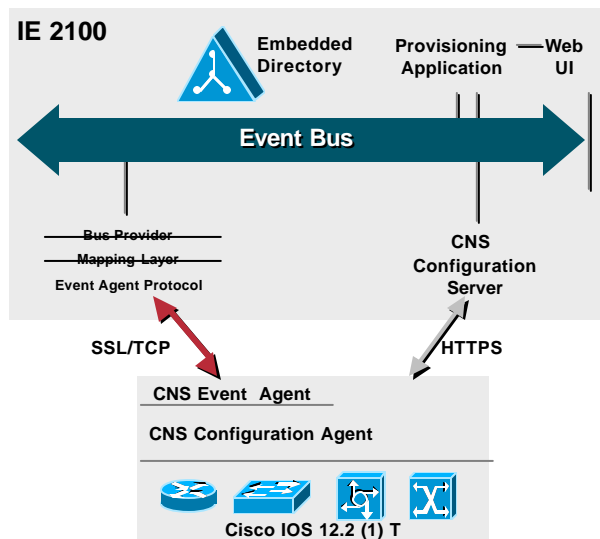 IE 2100
Embedded
Directory
Provisioning
Application
Web
UI
Event Bus
Bus Provider
Mapping Layer
Event Agent Protocol
CNS
Configuration
Server
SSL/TCP
HTTPS
CNS Event Agent
CNS Configuration Agent
Cisco IOS 12.2 (1) T